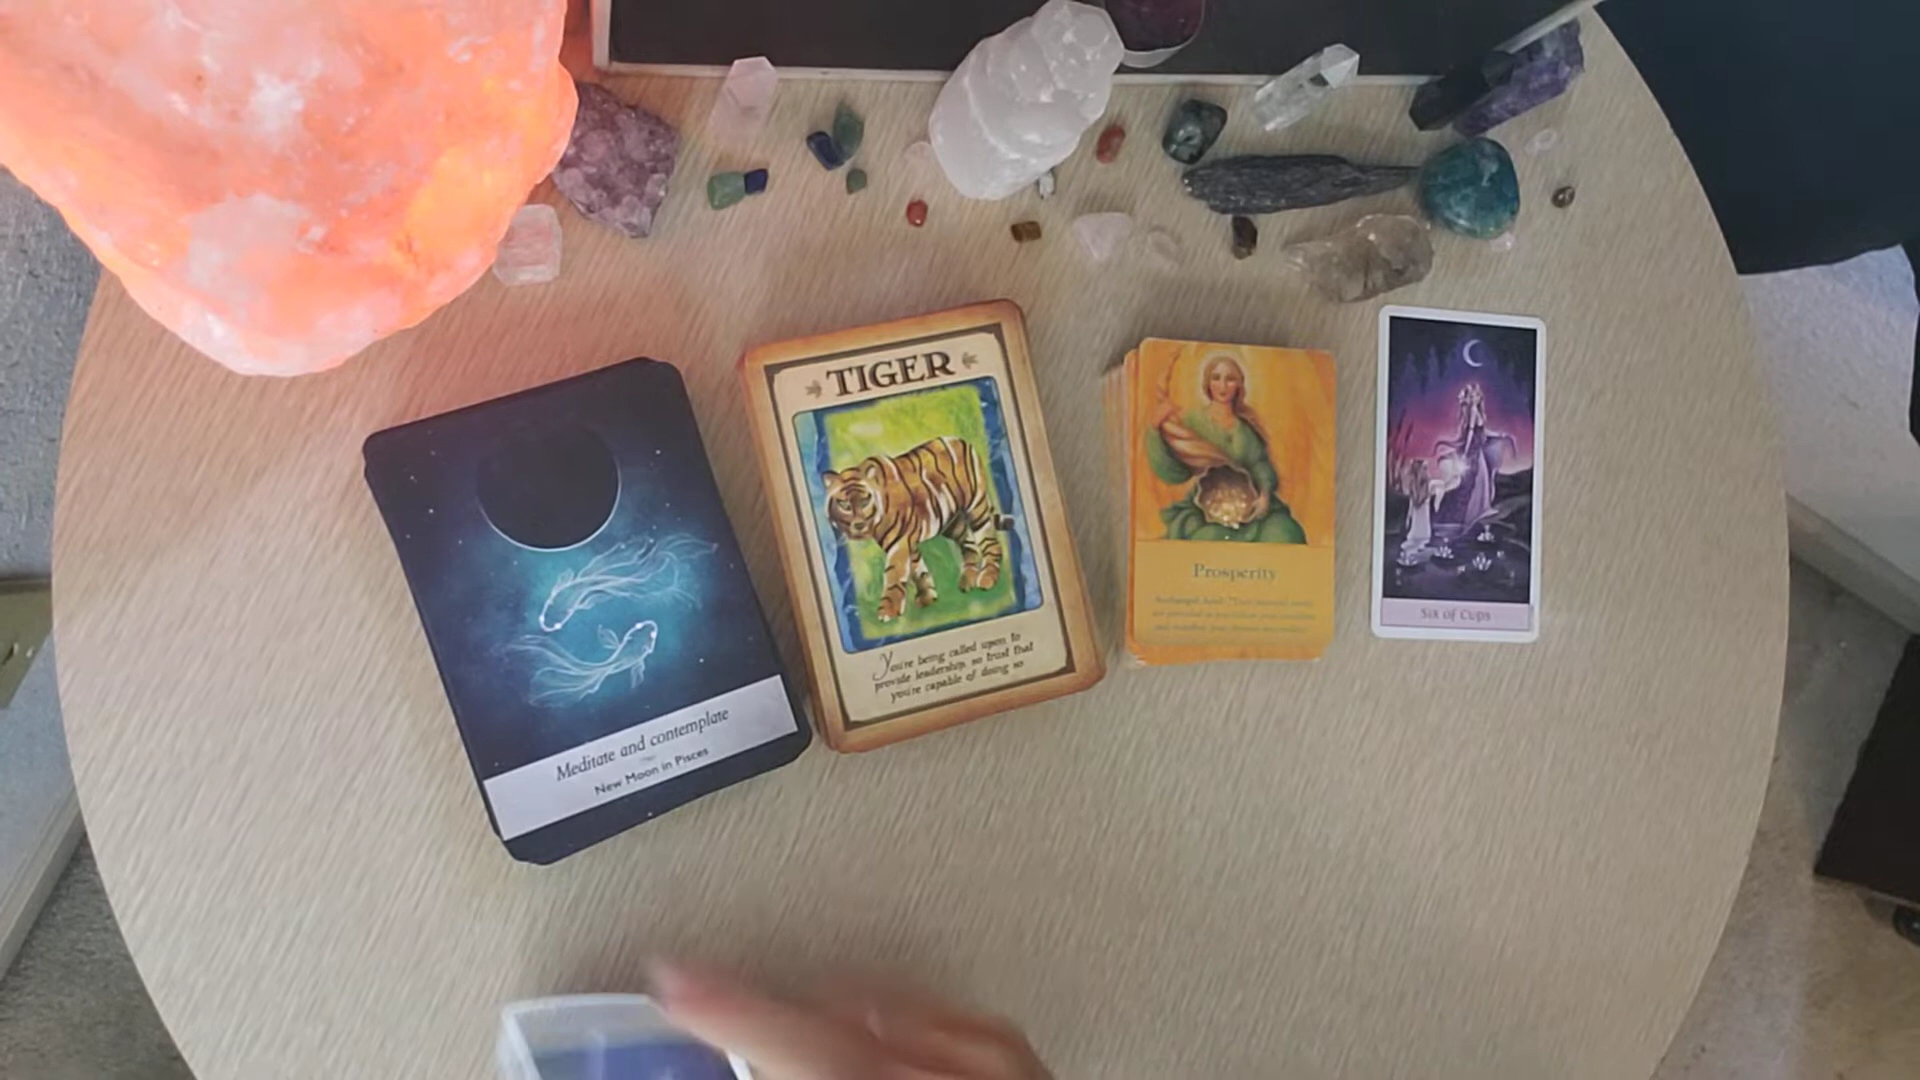 Meditate and contemplate
New Moon in Pisces
TIGER
You're being called upon to
provide leadership, so trust that
you're capable of doing so
Prosperity
Six of Cups